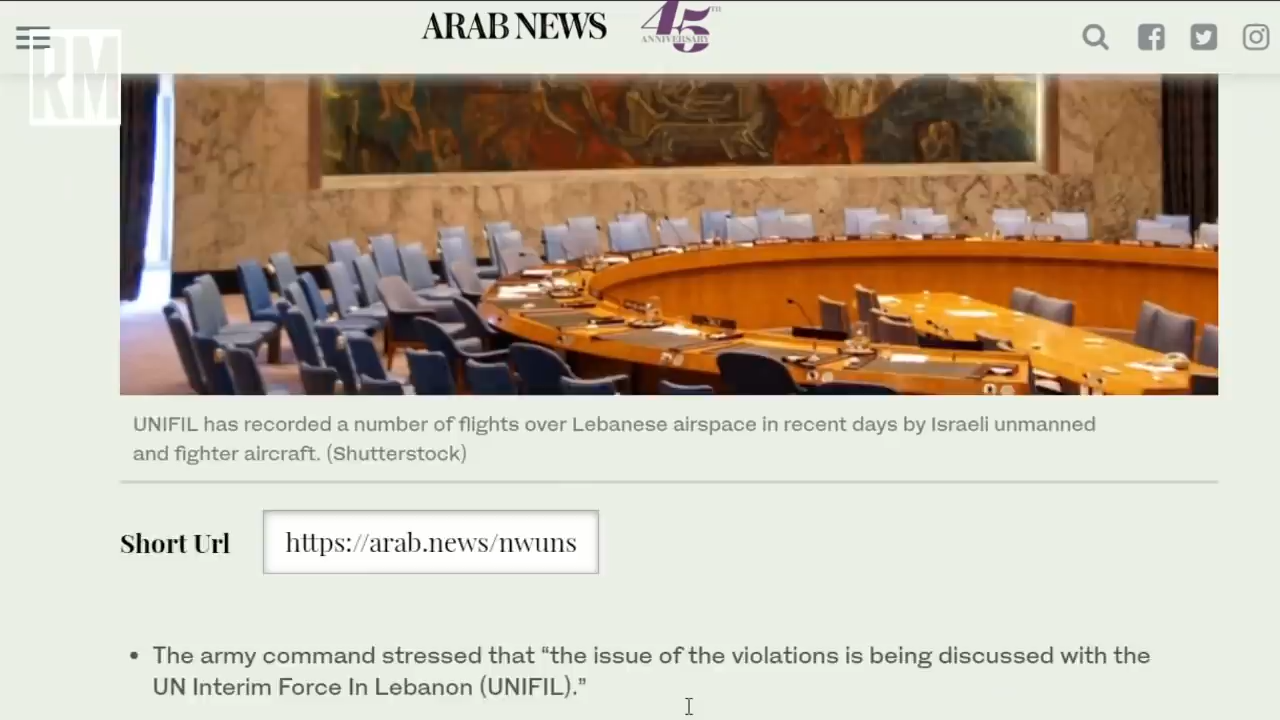 ARAB NEWS
45TH
ANNIVERSARY
RM
UNIFIL has recorded a number of flights over Lebanese airspace in recent days by Israeli unmanned
and fighter aircraft. (Shutterstock)
Short Url
https://arab.news/nwuns
• The army command stressed that “the issue of the violations is being discussed with the
UN Interim Force In Lebanon (UNIFIL).”